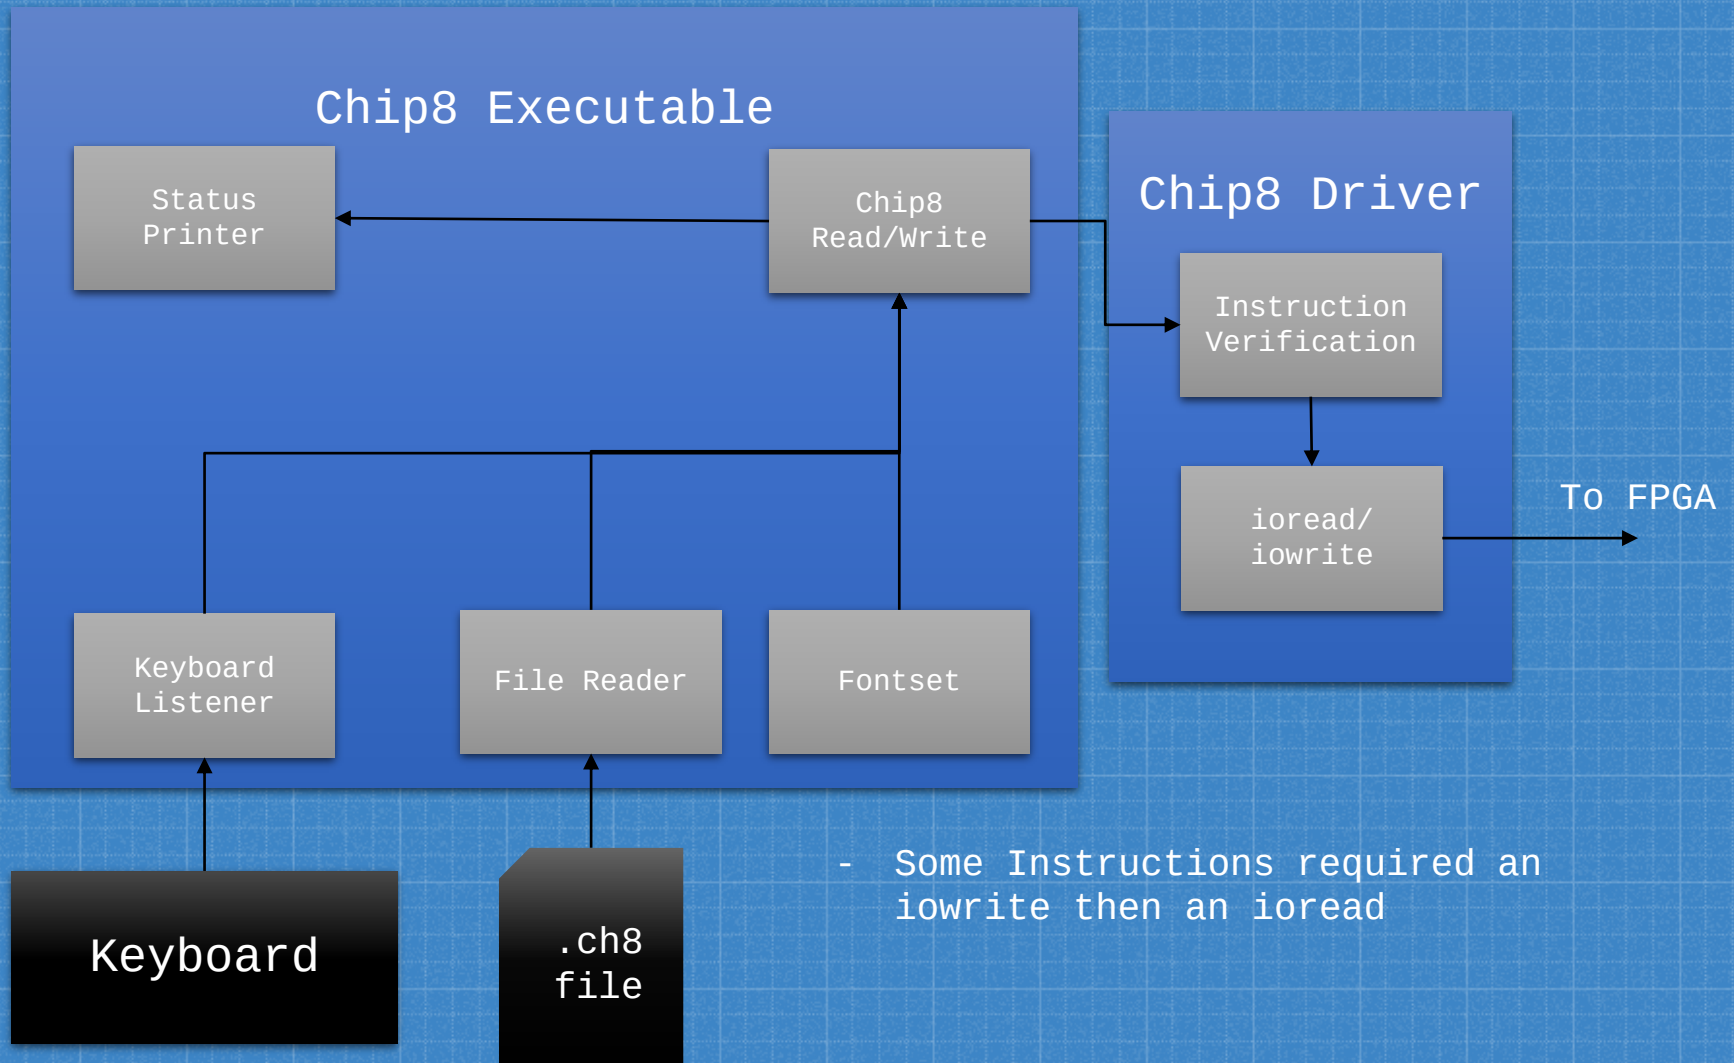 Chip8 Executable
Status
Printer
Chip8
Read/Write
Chip8 Driver
Instruction
Verification
ioread/
iowrite
To FPGA
Keyboard
Listener
File Reader
Fontset
Keyboard
.ch8
file
- Some Instructions required an
iowrite then an ioread